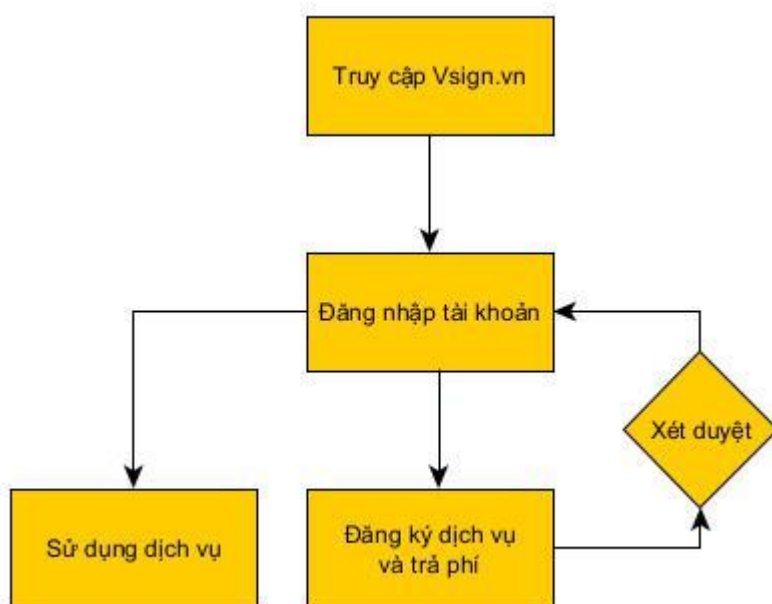 Truy cập Vsign.vn
Đăng nhập tài khoản
Xét duyệt
Sử dụng dịch vụ
Đăng ký dịch vụ
và trả phí